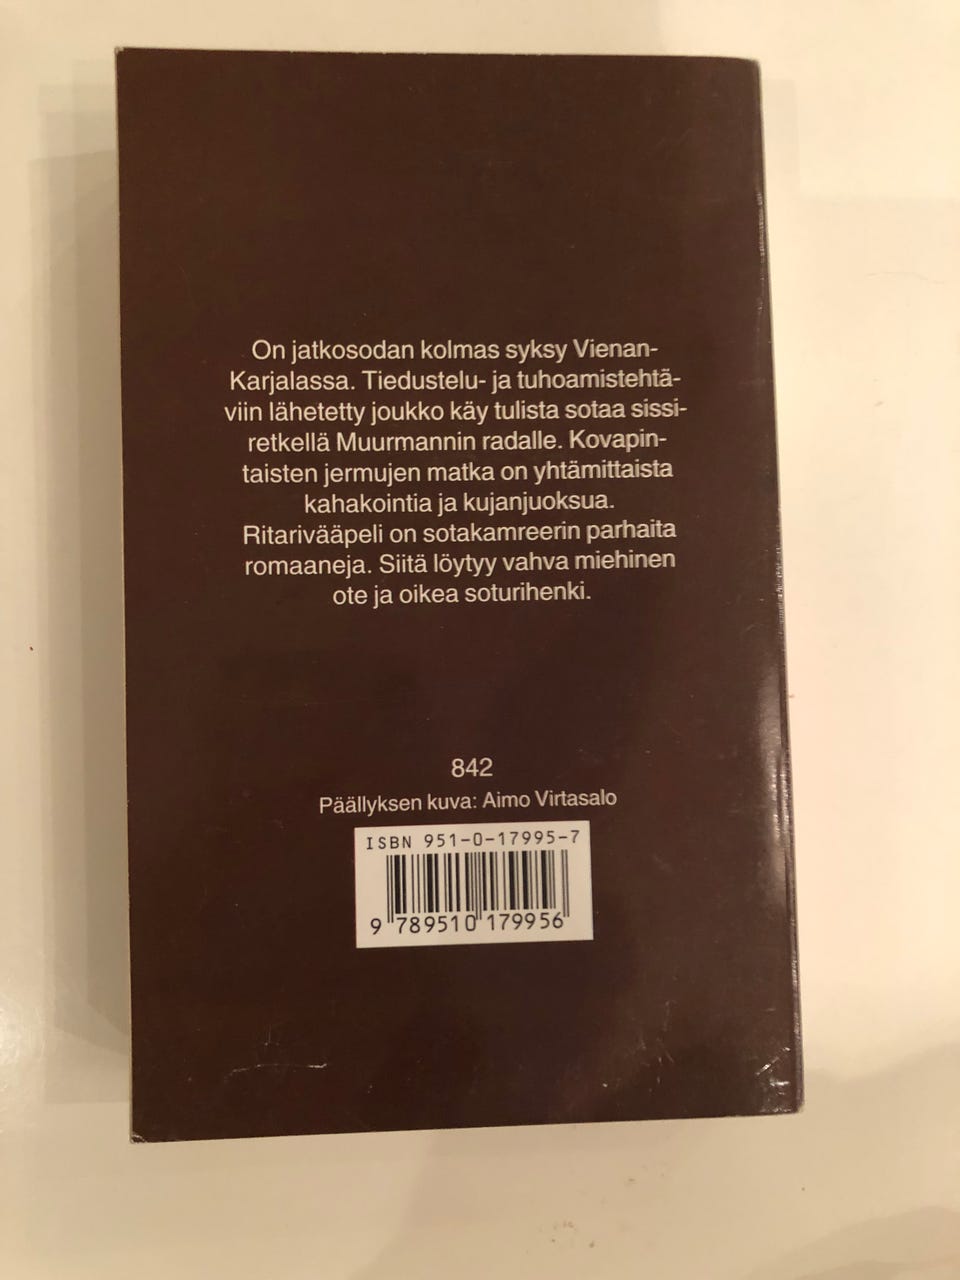 On jatkosodan kolmas syksy Vienan-
Karjalassa. Tiedustelu- ja tuhoamistehtä-
viin lähetetty joukko käy tulista sotaa sissi-
retkellä Muurmannin radalle. Kovapin-
taisten jermujen matka on yhtämittaista
kahakointia ja kujanjuoksua.
Ritarivääpeli on sotakamreerin parhaita
romaaneja. Siitä löytyy vahva miehinen
ote ja oikea soturihenki.
842
Päällyksen kuva: Aimo Virtasalo
ISBN 951-0-17995-7
9 789510 179956